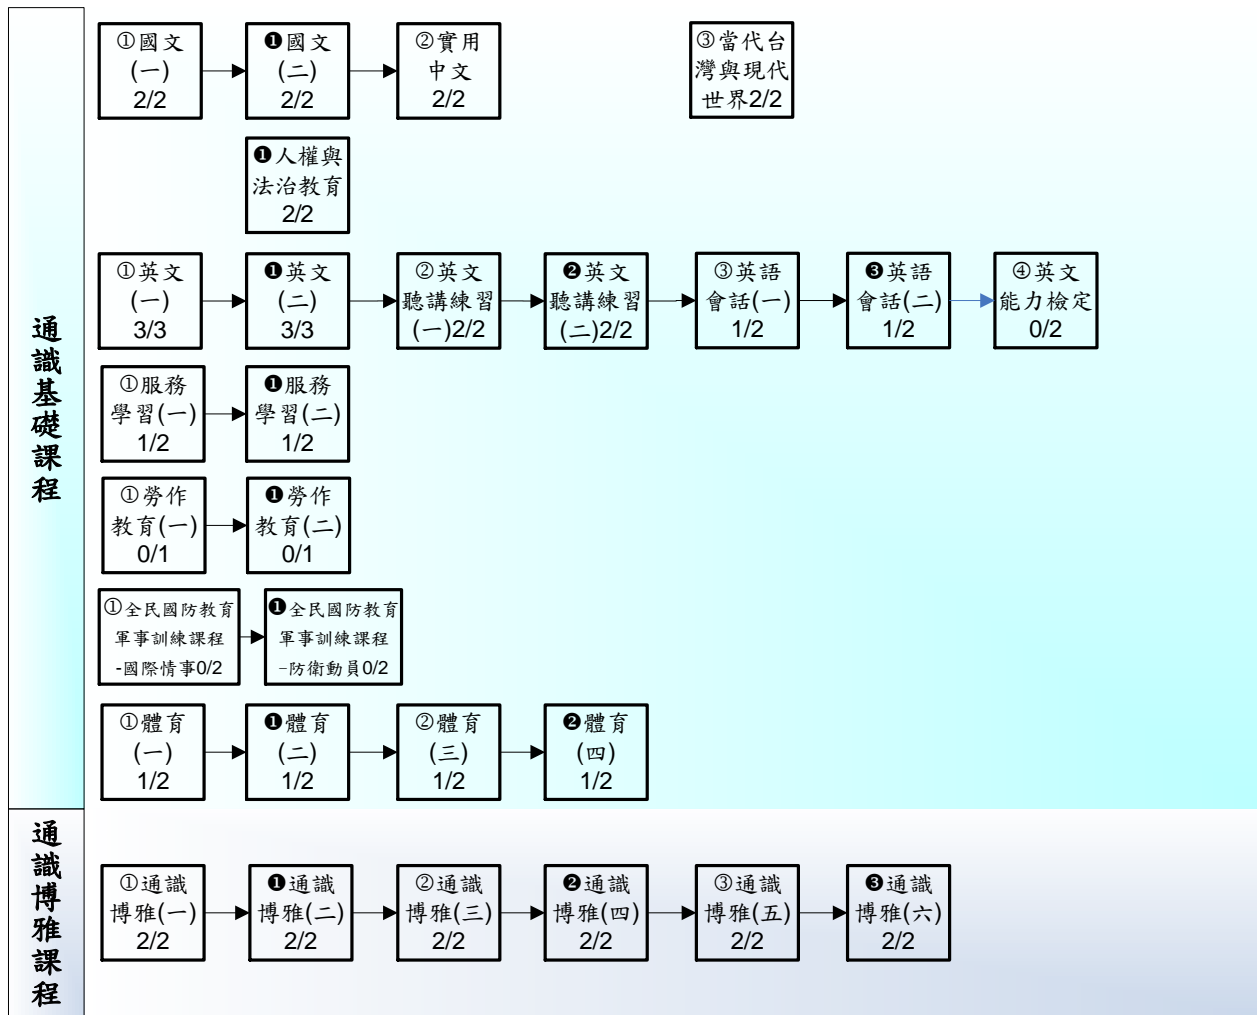 通識基礎課程
①國文
(一)
2/2
❶國文
(二)
2/2
②實用
中文
2/2
③當代台
灣與現代
世界2/2
❶人權與
法治教育
2/2
①英文
(一)
3/3
❶英文
(二)
3/3
②英文
聽講練習
(一)2/2
❷英文
聽講練習
(二)2/2
③英語
會話(一)
1/2
❸英語
會話(二)
1/2
④英文
能力檢定
0/2
①服務
學習(一)
1/2
❶服務
學習(二)
1/2
①勞作
教育(一)
0/1
❶勞作
教育(二)
0/1
①全民國防教育
軍事訓練課程
-國際情事0/2
❶全民國防教育
軍事訓練課程
-防衛動員0/2
①體育
(一)
1/2
❶體育
(二)
1/2
②體育
(三)
1/2
❷體育
(四)
1/2
通識博雅課程
①通識
博雅(一)
2/2
❶通識
博雅(二)
2/2
②通識
博雅(三)
2/2
❷通識
博雅(四)
2/2
③通識
博雅(五)
2/2
❸通識
博雅(六)
2/2